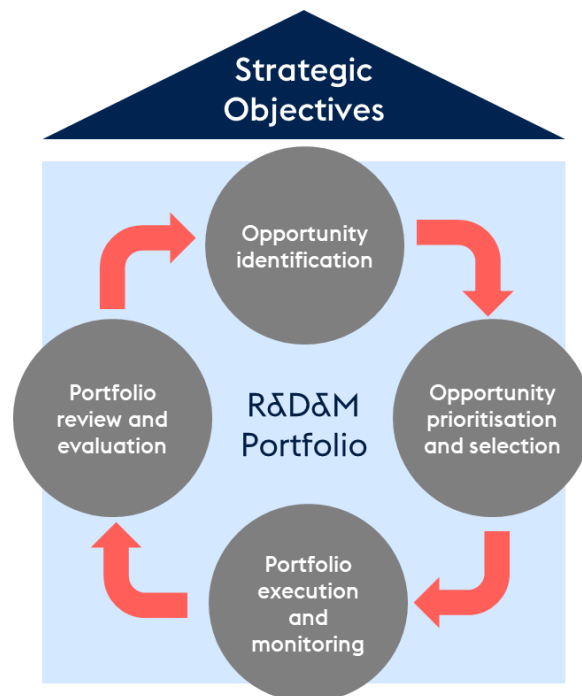 Strategic
Objectives
Opportunity
identification
Portfolio
review and
evaluation
R&D&M
Portfolio
Opportunity
prioritisation
and selection
Portfolio
execution
and
monitoring